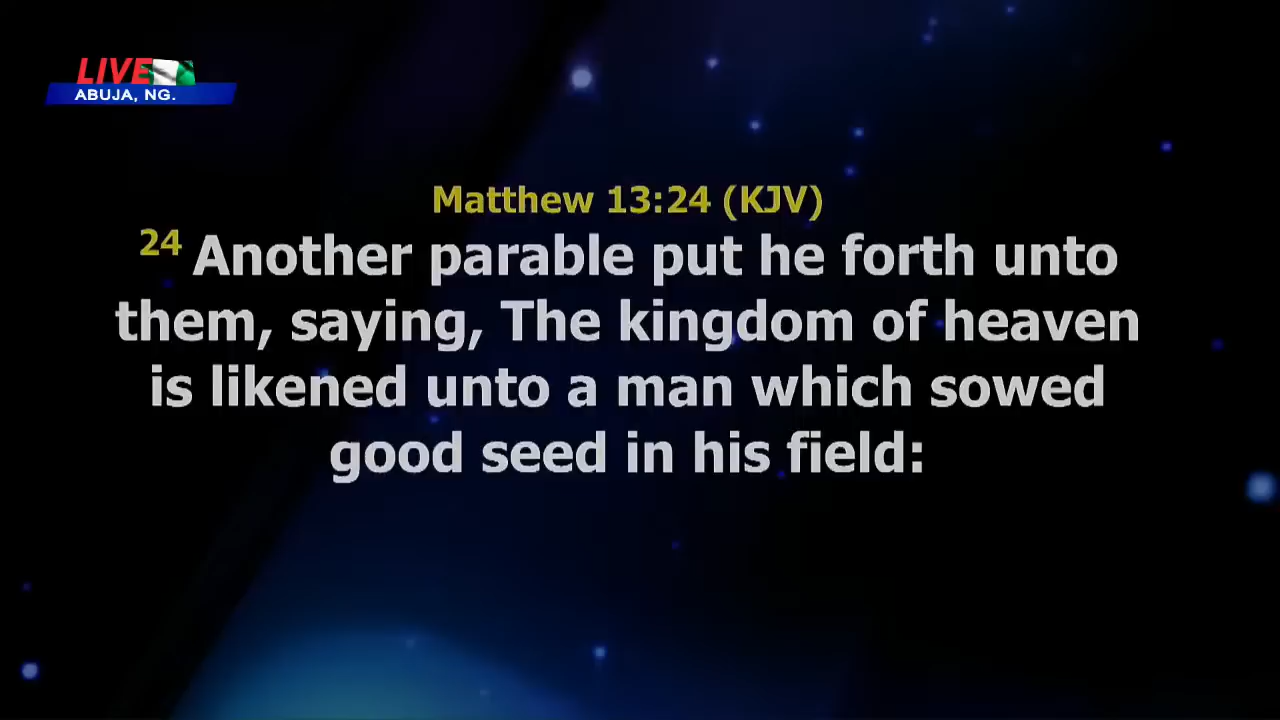 LIVE
ABUJA, NG.
Matthew 13:24 (KJV)
24 Another parable put he forth unto
them, saying, The kingdom of heaven
is likened unto a man which sowed
good seed in his field: